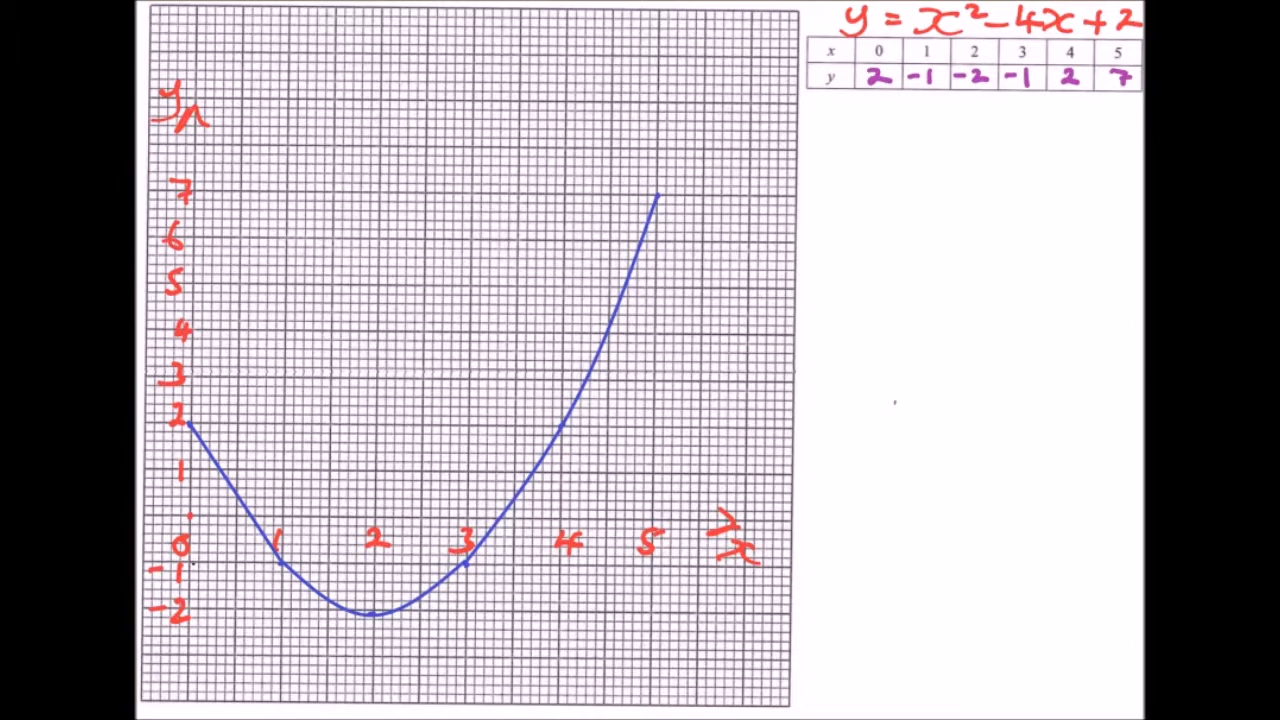 y = x² - 4x + 2
x 0 1 2 3 4 5
y 2 -1 -2 -1 2 7
y
7
6
5
4
3
2
1
0 1 2 3 4 5 x
-1
-2